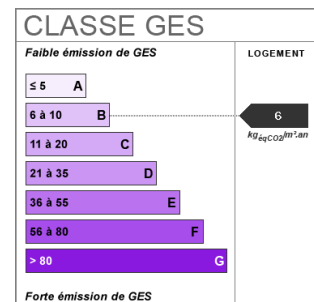 CLASSE GES
Faible émission de GES
LOGEMENT
≤ 5 A
6 à 10 B
6
kgéqCO2/m².an
11 à 20 C
21 à 35 D
36 à 55 E
56 à 80 F
> 80 G
Forte émission de GES